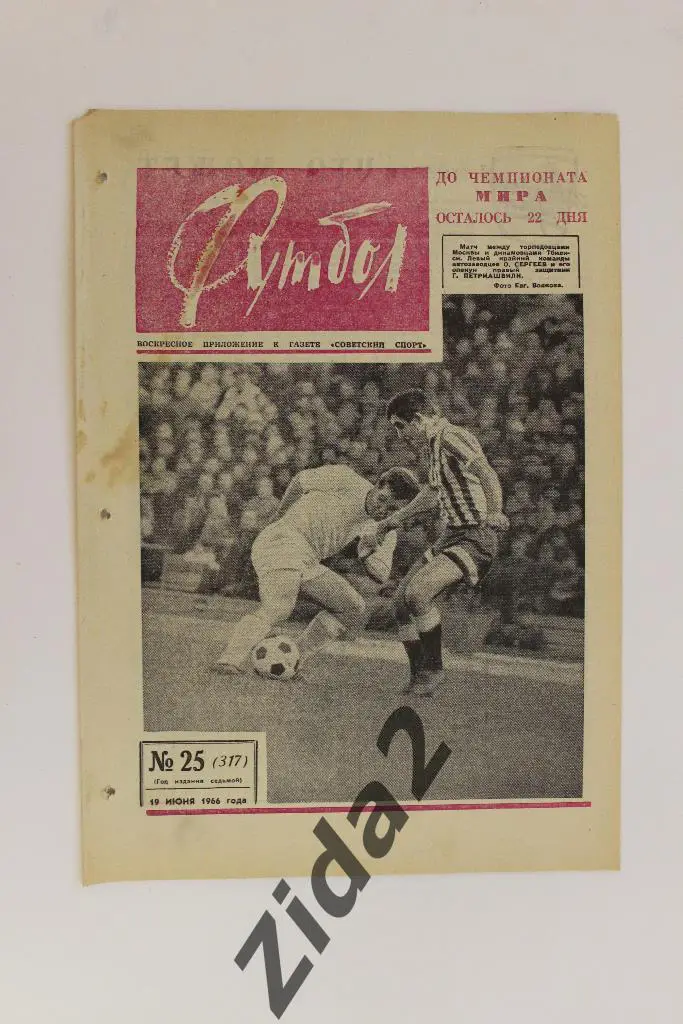 Футбол
ВОСКРЕСНОЕ ПРИЛОЖЕНИЕ К ГАЗЕТЕ «СОВЕТСКИЙ СПОРТ»
ДО ЧЕМПИОНАТА
МИРА
ОСТАЛОСЬ 22 ДНЯ
Матч между торпедовцами
Москвы и динамовцами Тбили-
си. Левый крайний команды
автозаводцев О. СЕРГЕЕВ и его
опекун правый защитник
Г. ПЕТРИАШВИЛИ.
Фото Евг. Волкова.
№ 25 (317)
(Год издания седьмой)
19 ИЮНЯ 1966 года
zida2